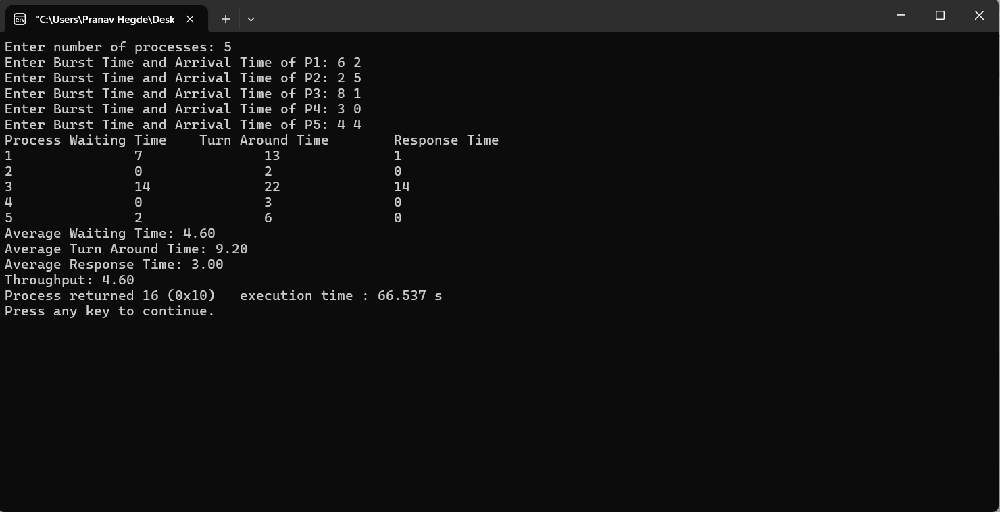 "C:\Users\Pranav Hegde\Desk
Enter number of processes: 5
Enter Burst Time and Arrival Time of P1: 6 2
Enter Burst Time and Arrival Time of P2: 2 5
Enter Burst Time and Arrival Time of P3: 8 1
Enter Burst Time and Arrival Time of P4: 3 0
Enter Burst Time and Arrival Time of P5: 4 4
Process Waiting Time    Turn Around Time        Response Time
1               7               13              1
2               0               2               0
3               14              22              14
4               0               3               0
5               2               6               0
Average Waiting Time: 4.60
Average Turn Around Time: 9.20
Average Response Time: 3.00
Throughput: 4.60
Process returned 16 (0x10)   execution time : 66.537 s
Press any key to continue.